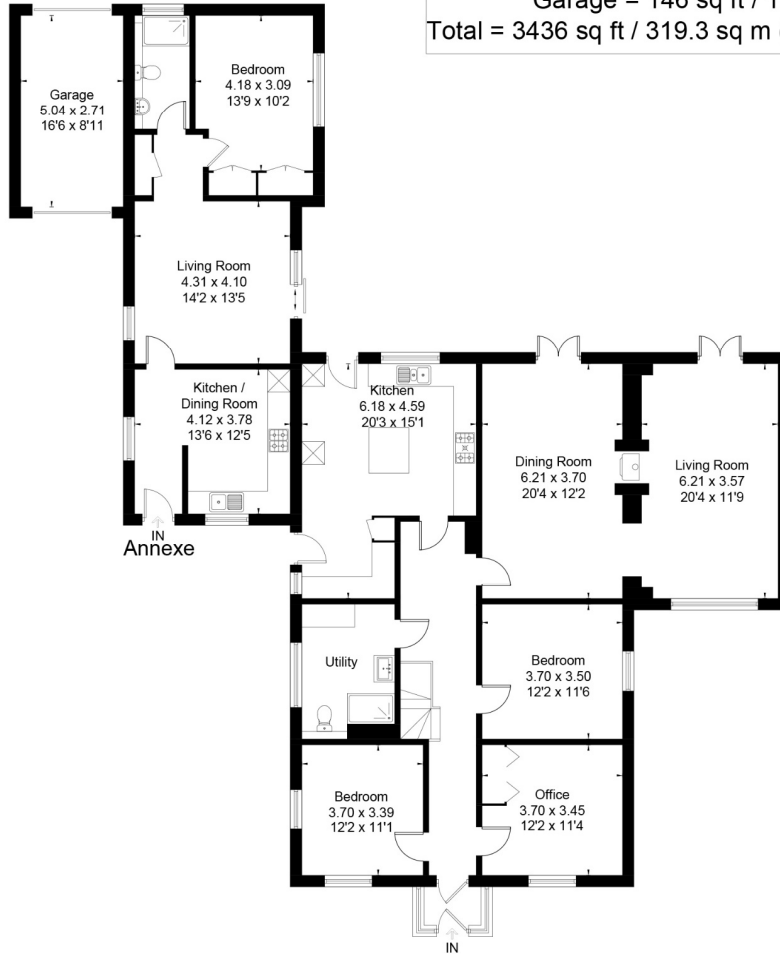 Garage = 146 sq ft / 1
Total = 3436 sq ft / 319.3 sq m
Garage
5.04 x 2.71
16'6 x 8'11
Bedroom
4.18 x 3.09
13'9 x 10'2
Living Room
4.31 x 4.10
14'2 x 13'5
Kitchen /
Dining Room
4.12 x 3.78
13'6 x 12'5
IN
Annexe
Kitchen
6.18 x 4.59
20'3 x 15'1
Dining Room
6.21 x 3.70
20'4 x 12'2
Living Room
6.21 x 3.57
20'4 x 11'9
Utility
Bedroom
3.70 x 3.50
12'2 x 11'6
Bedroom
3.70 x 3.39
12'2 x 11'1
Office
3.70 x 3.45
12'2 x 11'4
IN